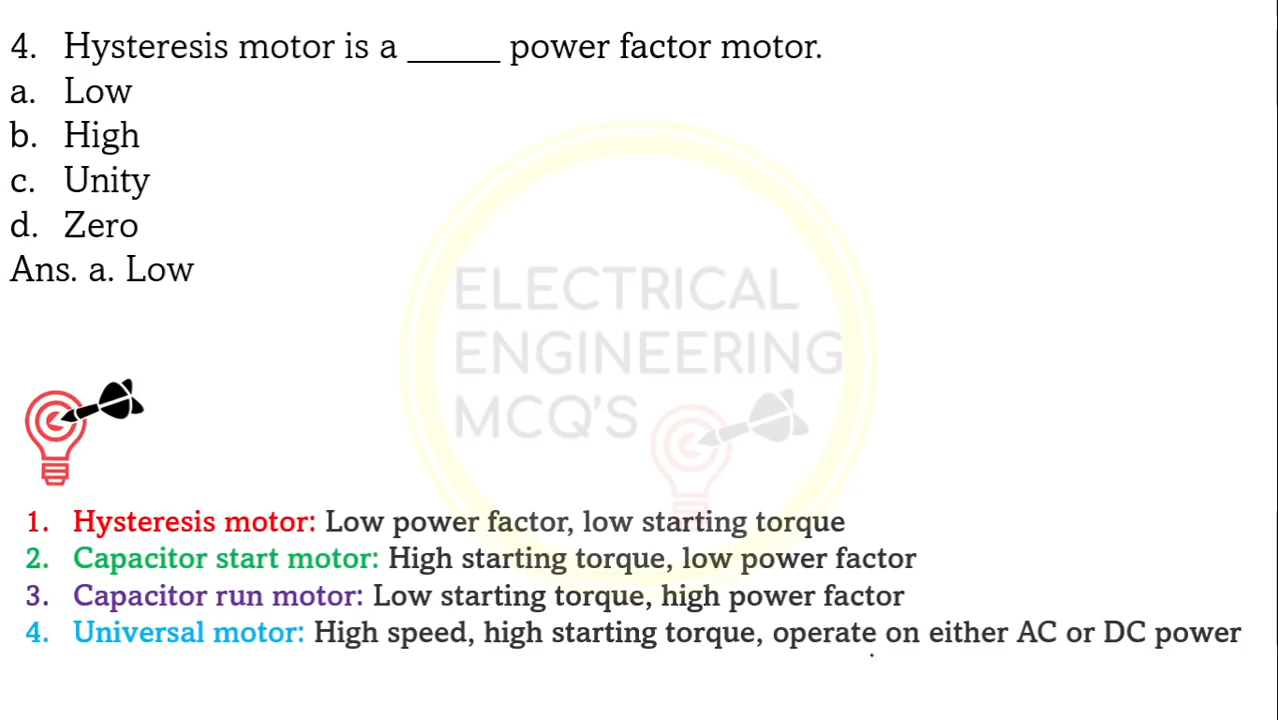 4. Hysteresis motor is a _____ power factor motor.
a. Low
b. High
c. Unity
d. Zero
Ans. a. Low
ELECTRICAL
ENGINEERING
MCQ'S
1. Hysteresis motor: Low power factor, low starting torque
2. Capacitor start motor: High starting torque, low power factor
3. Capacitor run motor: Low starting torque, high power factor
4. Universal motor: High speed, high starting torque, operate on either AC or DC power